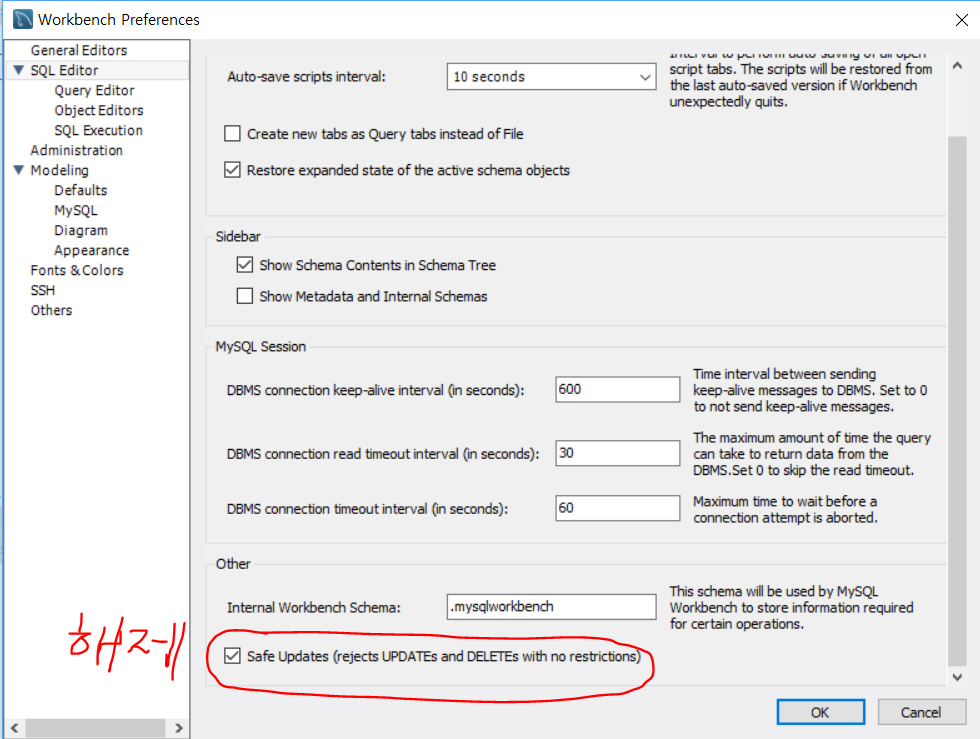 Workbench Preferences
General Editors
SQL Editor
Query Editor
Object Editors
SQL Execution
Administration
Modeling
Defaults
MySQL
Diagram
Appearance
Fonts & Colors
SSH
Others
Auto-save scripts interval:
10 seconds
Interval to perform auto-saving of all open
script tabs. The scripts will be restored from
the last auto-saved version if Workbench
unexpectedly quits.
Create new tabs as Query tabs instead of File
Restore expanded state of the active schema objects
Sidebar
Show Schema Contents in Schema Tree
Show Metadata and Internal Schemas
MySQL Session
DBMS connection keep-alive interval (in seconds):
600
Time interval between sending
keep-alive messages to DBMS. Set to 0
to not send keep-alive messages.
DBMS connection read timeout interval (in seconds):
30
The maximum amount of time the query
can take to return data from the
DBMS.Set 0 to skip the read timeout.
DBMS connection timeout interval (in seconds):
60
Maximum time to wait before a
connection attempt is aborted.
Other
Internal Workbench Schema:
.mysqlworkbench
This schema will be used by MySQL
Workbench to store information required
for certain operations.
해제
Safe Updates (rejects UPDATEs and DELETEs with no restrictions)
OK
Cancel